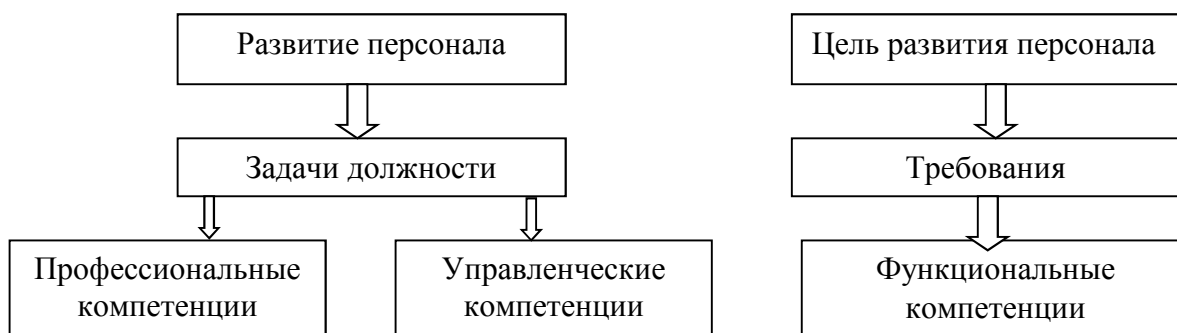 Развитие персонала
Цель развития персонала
Задачи должности
Требования
Профессиональные
компетенции
Управленческие
компетенции
Функциональные
компетенции